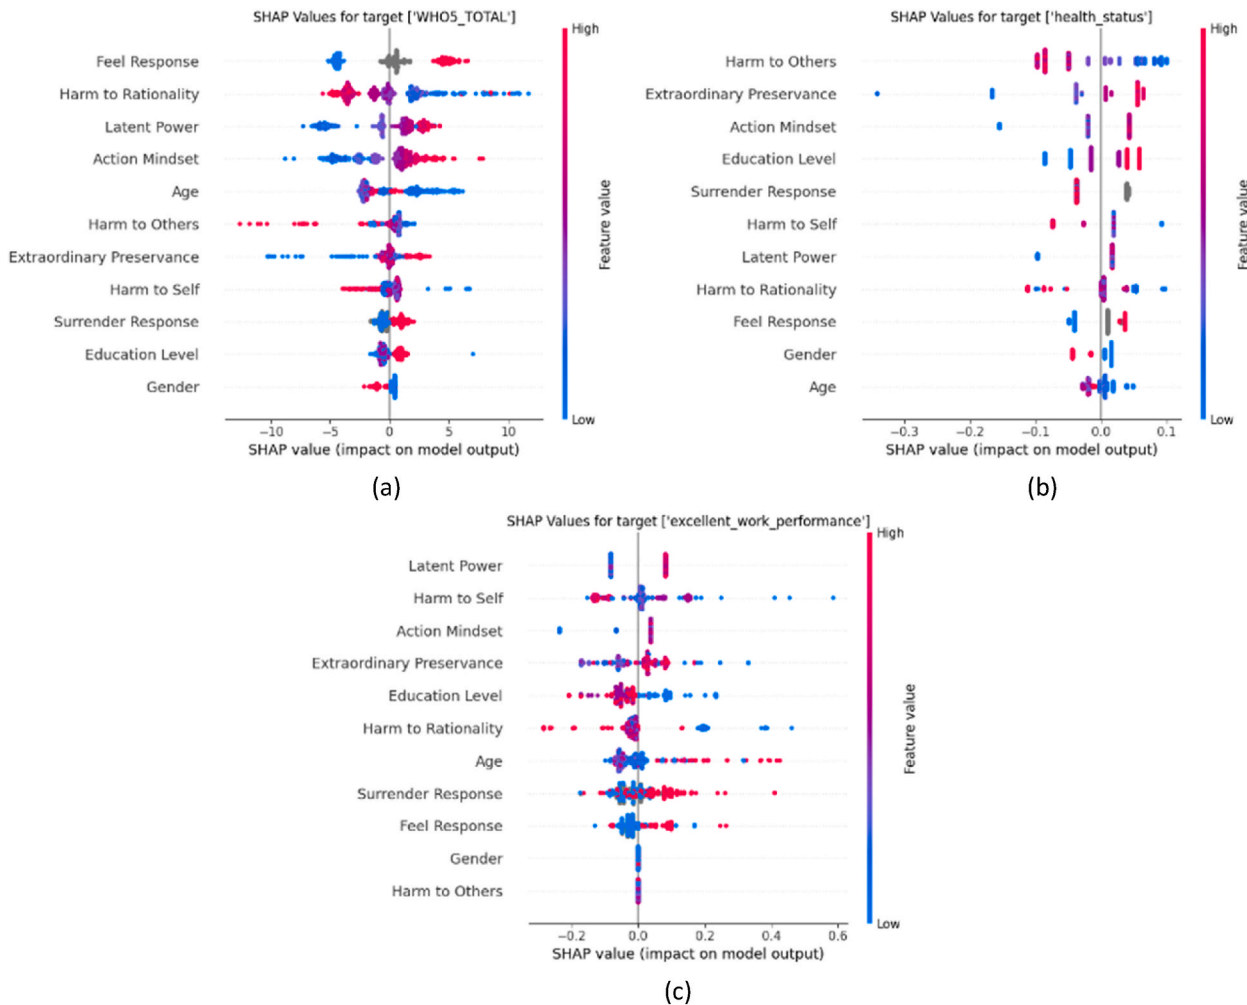 SHAP Values for target ['WHO5_TOTAL']
High
Feel Response
Harm to Rationality
Latent Power
Action Mindset
Age
Harm to Others
Extraordinary Preservance
Harm to Self
Surrender Response
Education Level
Gender
Feature value
Low
−10 −5 0 5 10
SHAP value (impact on model output)
(a)
SHAP Values for target ['health_status']
High
Harm to Others
Extraordinary Preservance
Action Mindset
Education Level
Surrender Response
Harm to Self
Latent Power
Harm to Rationality
Feel Response
Gender
Age
Feature value
Low
−0.3 −0.2 −0.1 0.0 0.1
SHAP value (impact on model output)
(b)
SHAP Values for target ['excellent_work_performance']
High
Latent Power
Harm to Self
Action Mindset
Extraordinary Preservance
Education Level
Harm to Rationality
Age
Surrender Response
Feel Response
Gender
Harm to Others
Feature value
Low
−0.2 0.0 0.2 0.4 0.6
SHAP value (impact on model output)
(c)